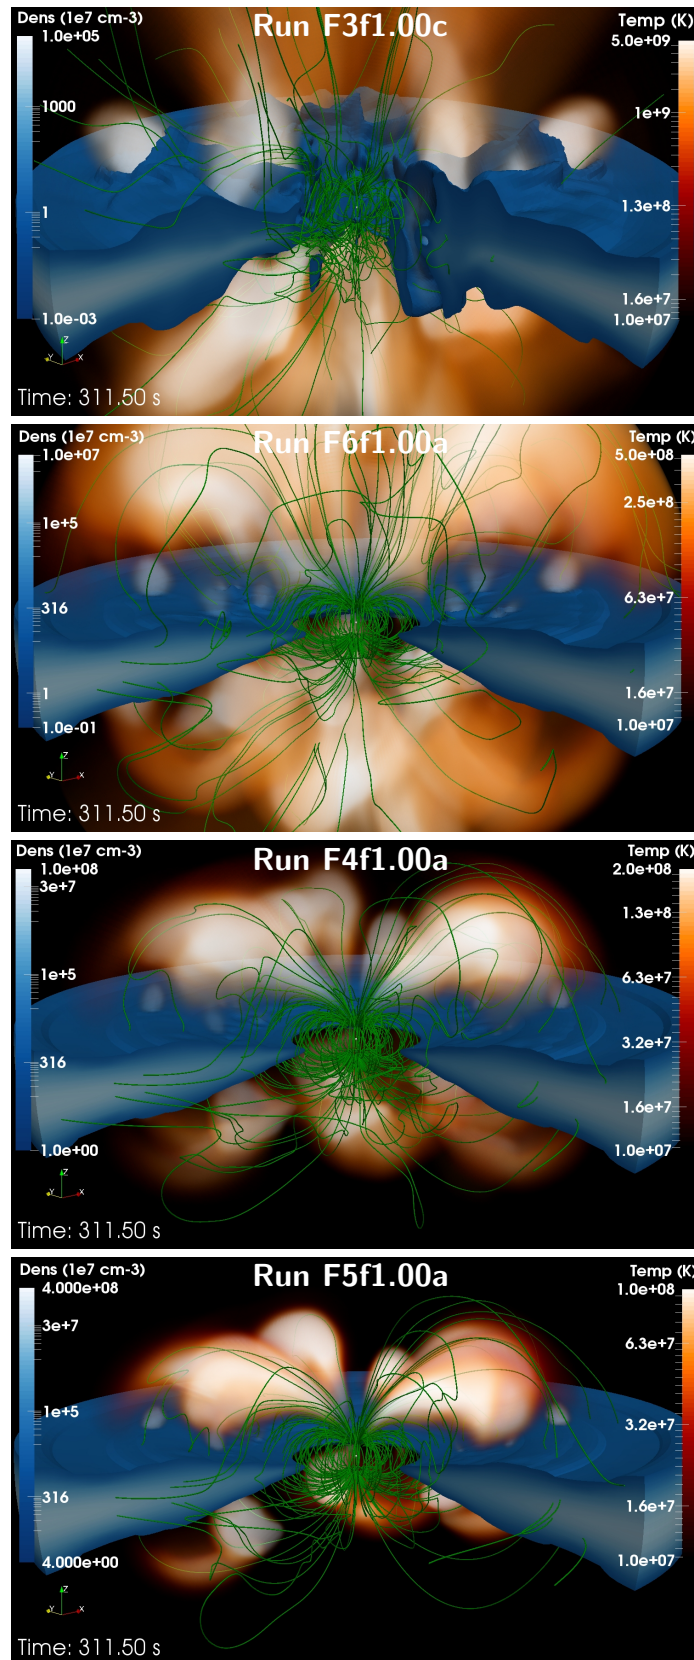 Run F3f1.00c
Dens (1e7 cm-3)
1.0e+05
1000
1
1.0e-03
Temp (K)
5.0e+09
1e+9
1.3e+8
1.6e+7
1.0e+07
Z
Y
X
Time: 311.50 s
Run F6f1.00a
Dens (1e7 cm-3)
1.0e+07
1e+5
316
1
1.0e-01
Temp (K)
5.0e+08
2.5e+8
6.3e+7
1.6e+7
1.0e+07
Z
Y
X
Time: 311.50 s
Run F4f1.00a
Dens (1e7 cm-3)
1.0e+08
3e+7
1e+5
316
1.0e+00
Temp (K)
2.0e+08
1.3e+8
6.3e+7
3.2e+7
1.6e+7
1.0e+07
Z
Y
X
Time: 311.50 s
Run F5f1.00a
Dens (1e7 cm-3)
4.000e+08
3e+7
1e+5
316
4.000e+00
Temp (K)
1.0e+08
6.3e+7
3.2e+7
1.6e+7
1.0e+07
Z
Y
X
Time: 311.50 s